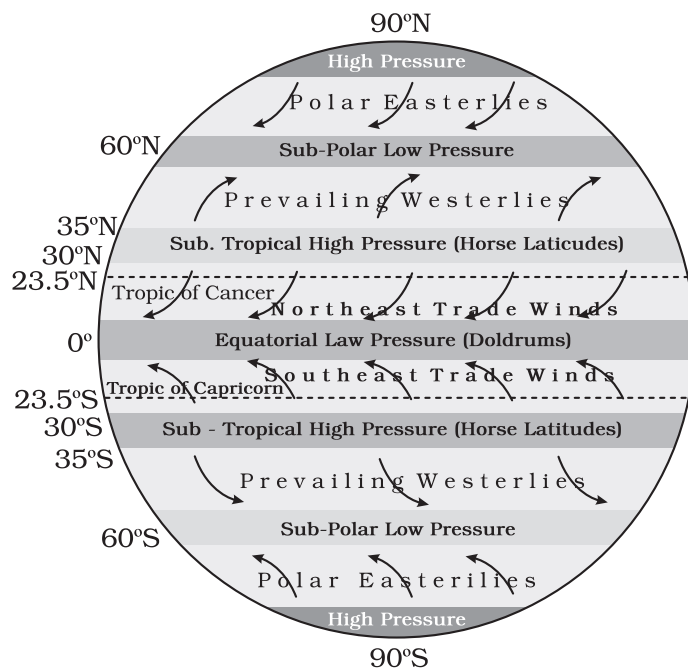 90ºN
High Pressure
Polar Easterlies
60ºN
Sub-Polar Low Pressure
Prevailing Westerlies
35ºN
Sub. Tropical High Pressure (Horse Laticudes)
30ºN
23.5ºN
Tropic of Cancer
Northeast Trade Winds
0º
Equatorial Law Pressure (Doldrums)
Southeast Trade Winds
Tropic of Capricorn
23.5ºS
30ºS
Sub - Tropical High Pressure (Horse Latitudes)
35ºS
Prevailing Westerlies
60ºS
Sub-Polar Low Pressure
Polar Easterilies
High Pressure
90ºS